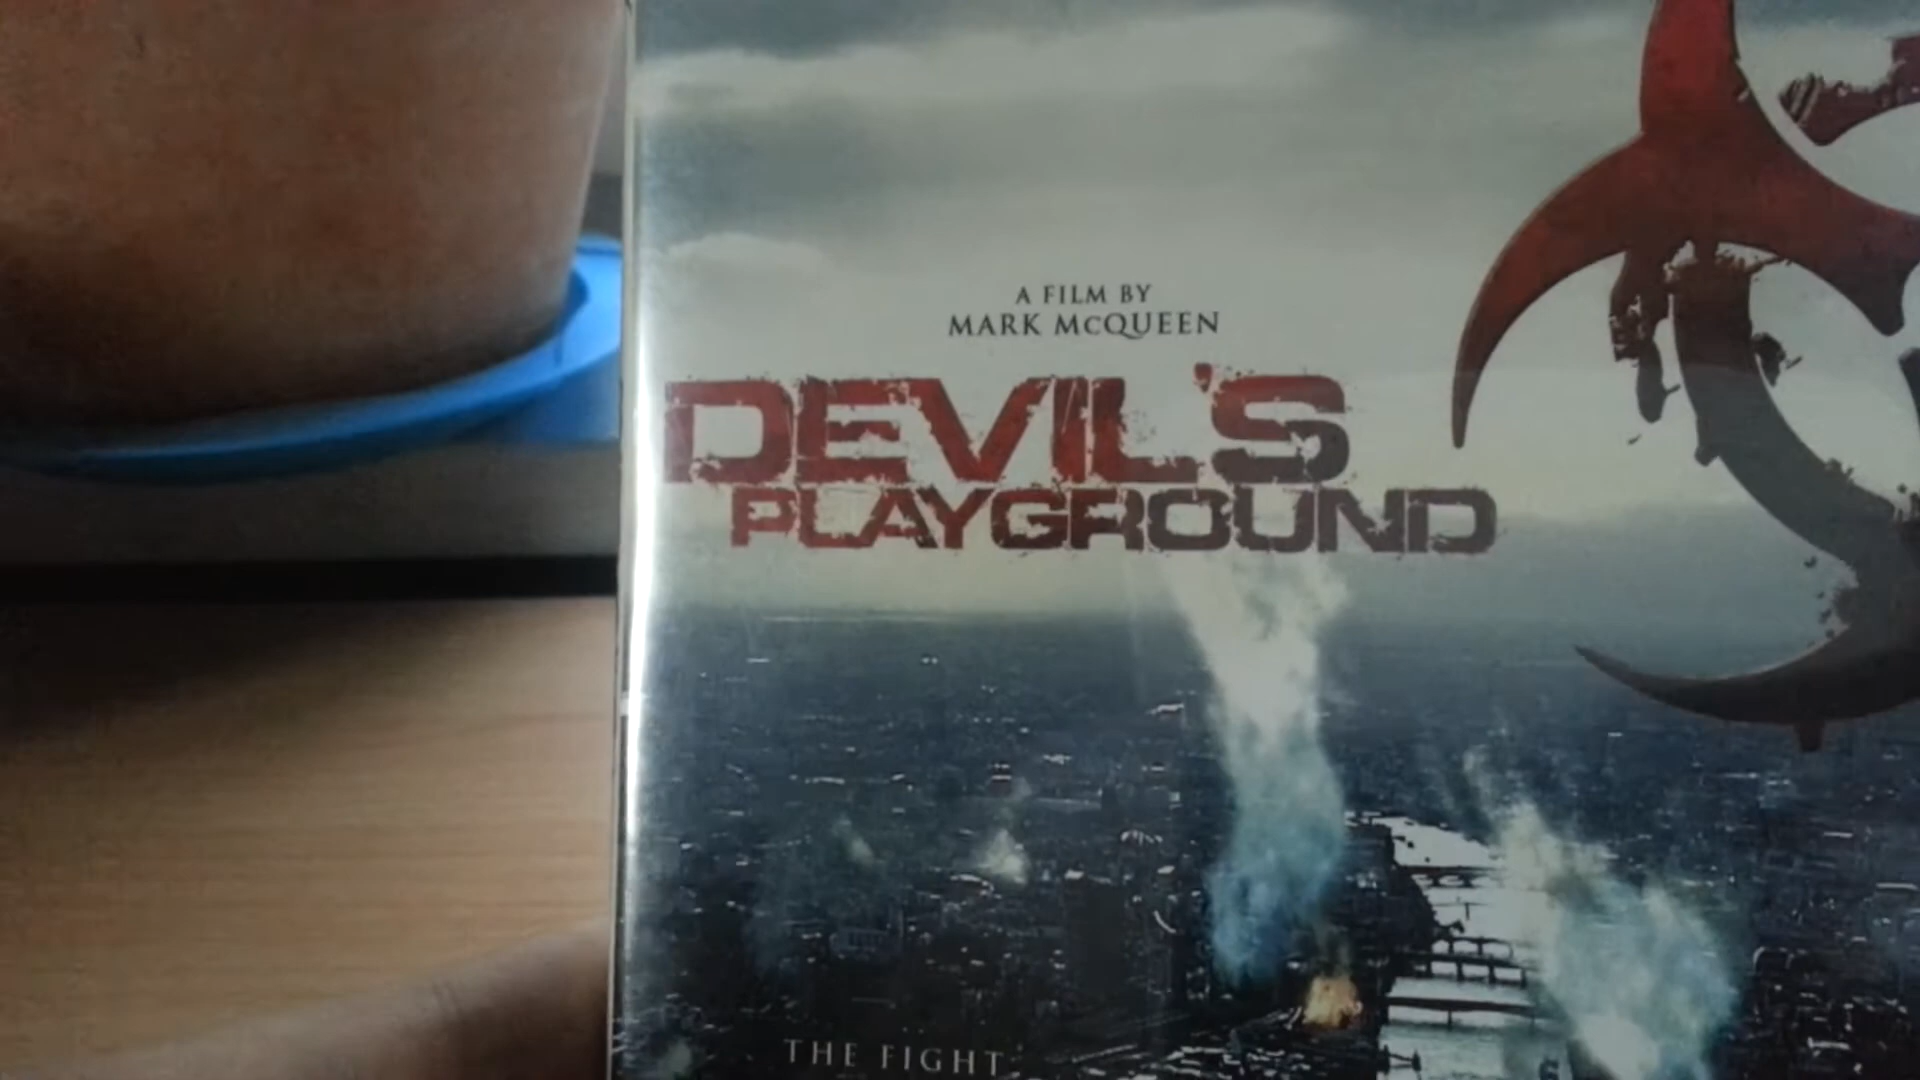 A FILM BY
MARK McQUEEN
DEVIL'S
PLAYGROUND
THE FIGHT